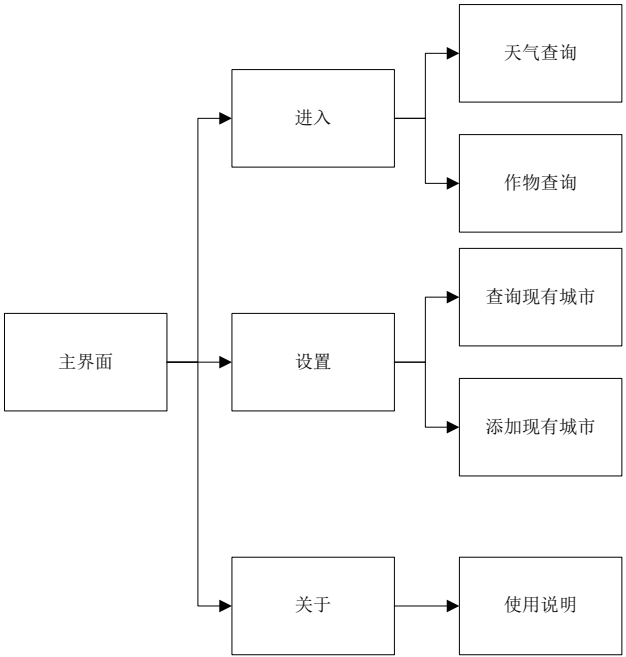 主界面
进入
天气查询
作物查询
设置
查询现有城市
添加现有城市
关于
使用说明